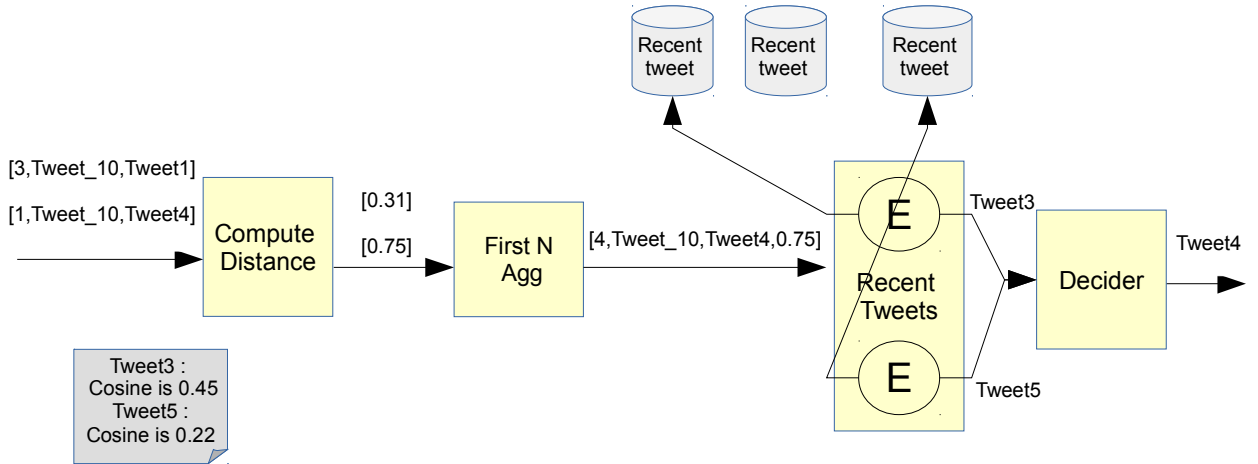 Recent
tweet
Recent
tweet
Recent
tweet
[3,Tweet_10,Tweet1]
[1,Tweet_10,Tweet4]
Compute
Distance
[0.31]
[0.75]
First N
Agg
[4,Tweet_10,Tweet4,0.75]
E
Recent
Tweets
E
Tweet3
Tweet5
Decider
Tweet4
Tweet3 :
Cosine is 0.45
Tweet5 :
Cosine is 0.22